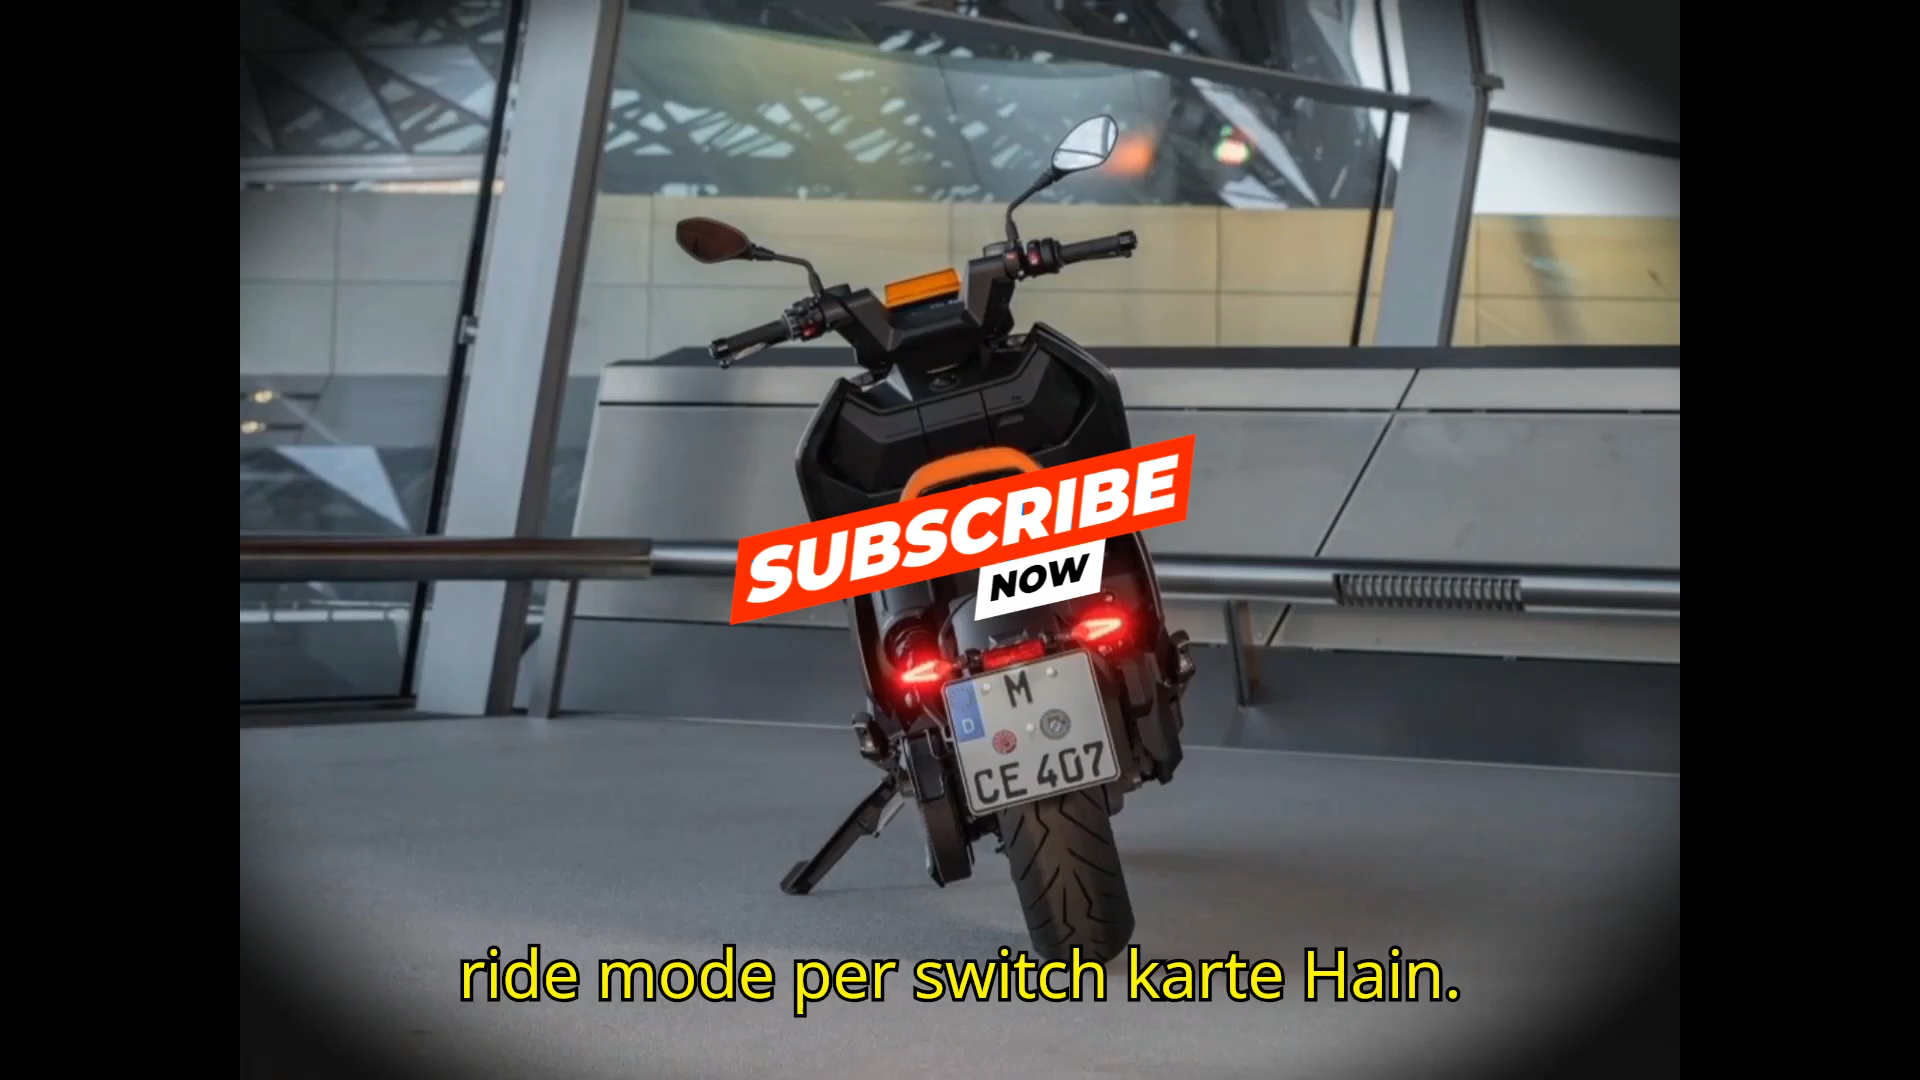 SUBSCRIBE
NOW
M
D
CE 407
ride mode per switch karte Hain.